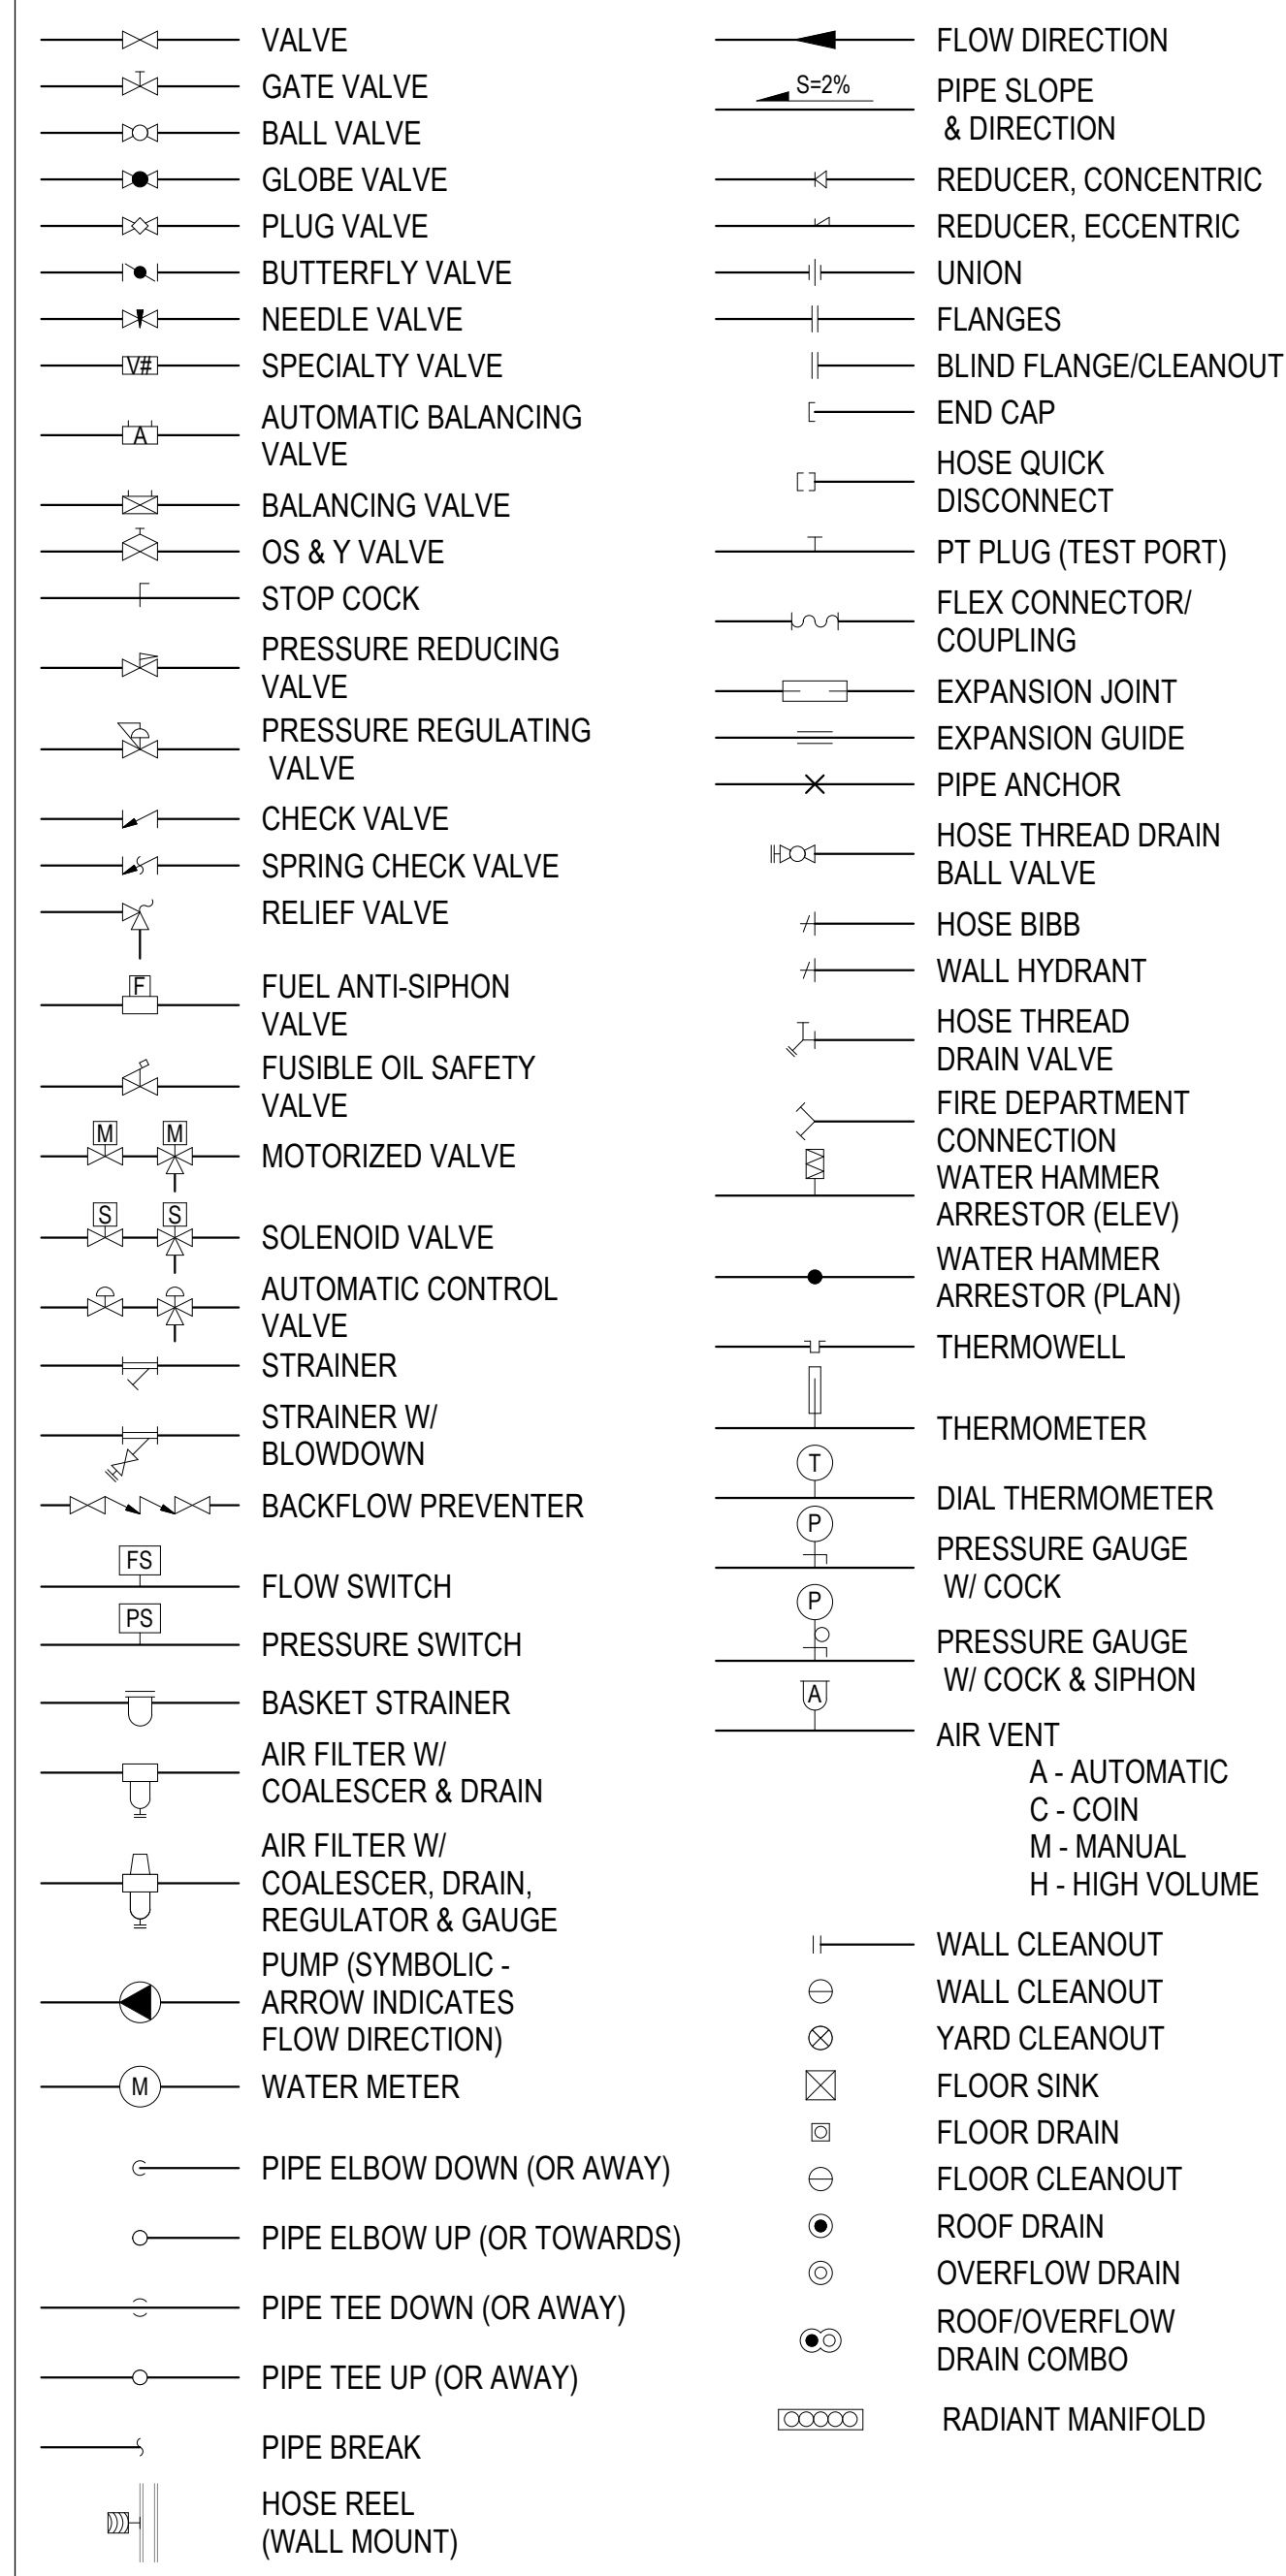 VALVE
GATE VALVE
BALL VALVE
GLOBE VALVE
PLUG VALVE
BUTTERFLY VALVE
NEEDLE VALVE
V# SPECIALTY VALVE
A AUTOMATIC BALANCING
VALVE
BALANCING VALVE
OS & Y VALVE
STOP COCK
PRESSURE REDUCING
VALVE
PRESSURE REGULATING
VALVE
CHECK VALVE
SPRING CHECK VALVE
RELIEF VALVE
F FUEL ANTI-SIPHON
VALVE
FUSIBLE OIL SAFETY
VALVE
M M MOTORIZED VALVE
S S SOLENOID VALVE
AUTOMATIC CONTROL
VALVE
STRAINER
STRAINER W/
BLOWDOWN
BACKFLOW PREVENTER
FS FLOW SWITCH
PS PRESSURE SWITCH
BASKET STRAINER
AIR FILTER W/
COALESCER & DRAIN
AIR FILTER W/
COALESCER, DRAIN,
REGULATOR & GAUGE
PUMP (SYMBOLIC -
ARROW INDICATES
FLOW DIRECTION)
M WATER METER
PIPE ELBOW DOWN (OR AWAY)
PIPE ELBOW UP (OR TOWARDS)
PIPE TEE DOWN (OR AWAY)
PIPE TEE UP (OR AWAY)
PIPE BREAK
HOSE REEL
(WALL MOUNT)
FLOW DIRECTION
S=2% PIPE SLOPE
& DIRECTION
REDUCER, CONCENTRIC
REDUCER, ECCENTRIC
UNION
FLANGES
BLIND FLANGE/CLEANOUT
END CAP
HOSE QUICK
DISCONNECT
PT PLUG (TEST PORT)
FLEX CONNECTOR/
COUPLING
EXPANSION JOINT
EXPANSION GUIDE
PIPE ANCHOR
HOSE THREAD DRAIN
BALL VALVE
HOSE BIBB
WALL HYDRANT
HOSE THREAD
DRAIN VALVE
FIRE DEPARTMENT
CONNECTION
WATER HAMMER
ARRESTOR (ELEV)
WATER HAMMER
ARRESTOR (PLAN)
THERMOWELL
THERMOMETER
T DIAL THERMOMETER
P PRESSURE GAUGE
W/ COCK
P PRESSURE GAUGE
W/ COCK & SIPHON
A AIR VENT
A - AUTOMATIC
C - COIN
M - MANUAL
H - HIGH VOLUME
WALL CLEANOUT
WALL CLEANOUT
YARD CLEANOUT
FLOOR SINK
FLOOR DRAIN
FLOOR CLEANOUT
ROOF DRAIN
OVERFLOW DRAIN
ROOF/OVERFLOW
DRAIN COMBO
RADIANT MANIFOLD